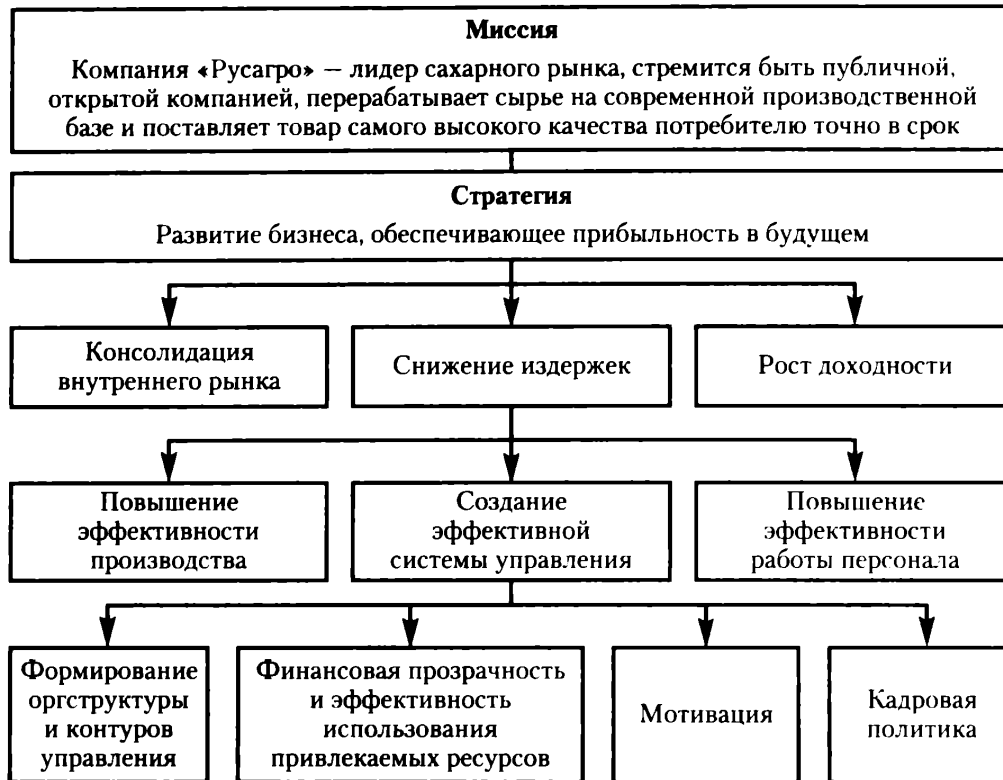 Миссия
Компания «Русагро» — лидер сахарного рынка, стремится быть публичной,
открытой компанией, перерабатывает сырье на современной производственной
базе и поставляет товар самого высокого качества потребителю точно в срок
Стратегия
Развитие бизнеса, обеспечивающее прибыльность в будущем
Консолидация
внутреннего рынка
Снижение издержек
Рост доходности
Повышение
эффективности
производства
Создание
эффективной
системы управления
Повышение
эффективности
работы персонала
Формирование
оргструктуры
и контуров
управления
Финансовая прозрачность
и эффективность
использования
привлекаемых ресурсов
Мотивация
Кадровая
политика